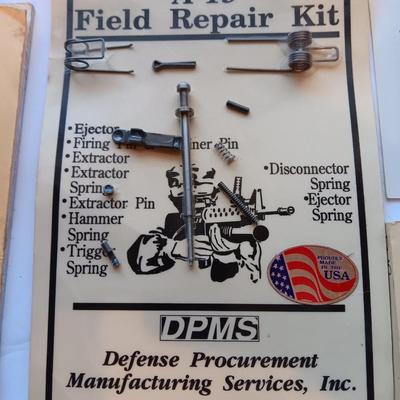 Field Repair Kit
•Ejector
•Firing Pin
•Extractor
•Extractor
Spring
•Extractor Pin
•Hammer
Spring
•Trigger
Spring
•Disconnector
Spring
•Ejector
Spring
PROUDLY
MADE IN THE
USA
DPMS
Defense Procurement
Manufacturing Services, Inc.